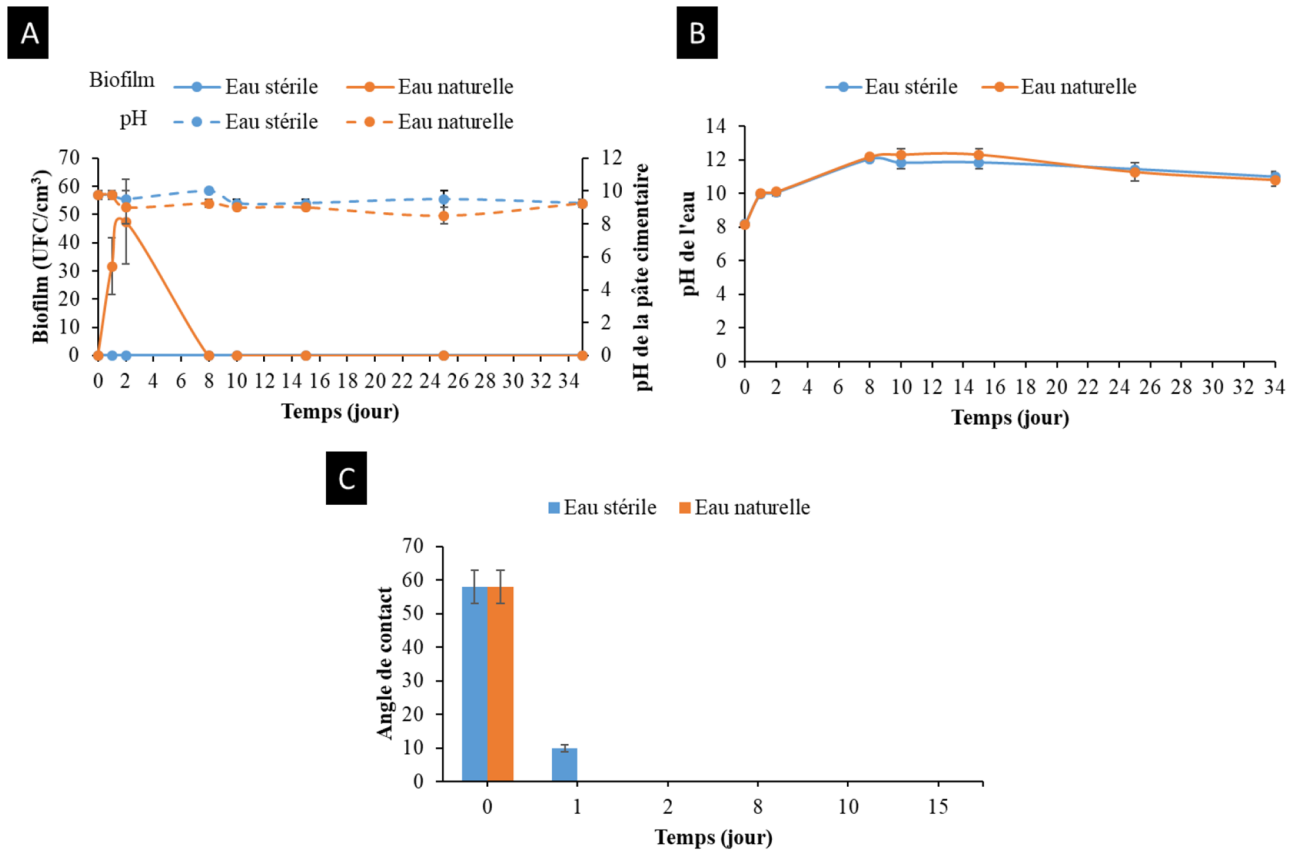 A
Biofilm
Eau stérile
Eau naturelle
pH
Eau stérile
Eau naturelle
70
60
50
40
30
20
10
0
Biofilm (UFC/cm³)
12
10
8
6
4
2
0
pH de la pâte cimentaire
0 2 4 6 8 10 12 14 16 18 20 22 24 26 28 30 32 34
Temps (jour)
B
Eau stérile
Eau naturelle
14
12
10
8
6
4
2
0
pH de l'eau
0 2 4 6 8 10 12 14 16 18 20 22 24 26 28 30 32 34
Temps (jour)
C
Eau stérile
Eau naturelle
70
60
50
40
30
20
10
0
Angle de contact
0 1 2 8 10 15
Temps (jour)